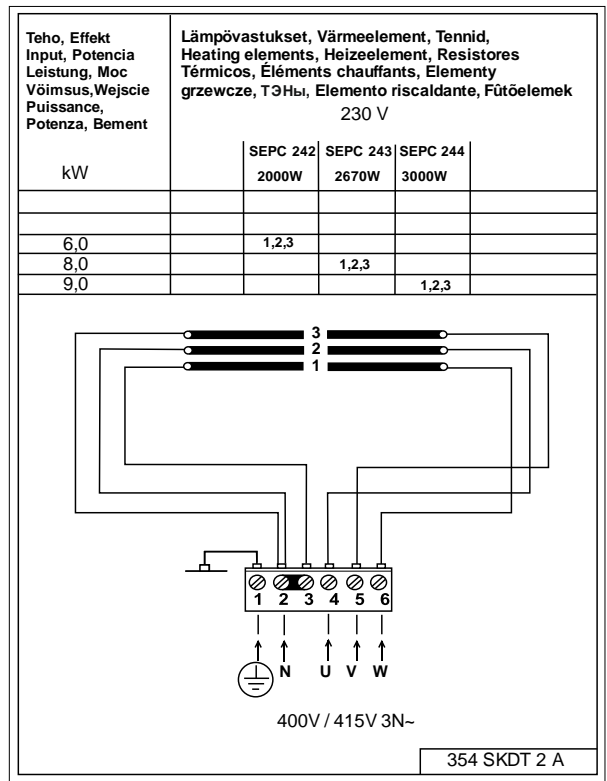 Teho, Effekt
Input, Potencia
Leistung, Moc
Võimsus,Wejscie
Puissance,
Potenza, Bement
kW
Lämpövastukset, Värmeelement, Tennid,
Heating elements, Heizeelement, Resistores
Térmicos, Éléments chauffants, Elementy
grzewcze, ТЭНы, Elemento riscaldante, Fûtõelemek
230 V
SEPC 242 SEPC 243 SEPC 244
2000W 2670W 3000W
6,0 1,2,3
8,0 1,2,3
9,0 1,2,3
3
2
1
1 2 3 4 5 6
N U V W
400V / 415V 3N~
354 SKDT 2 A